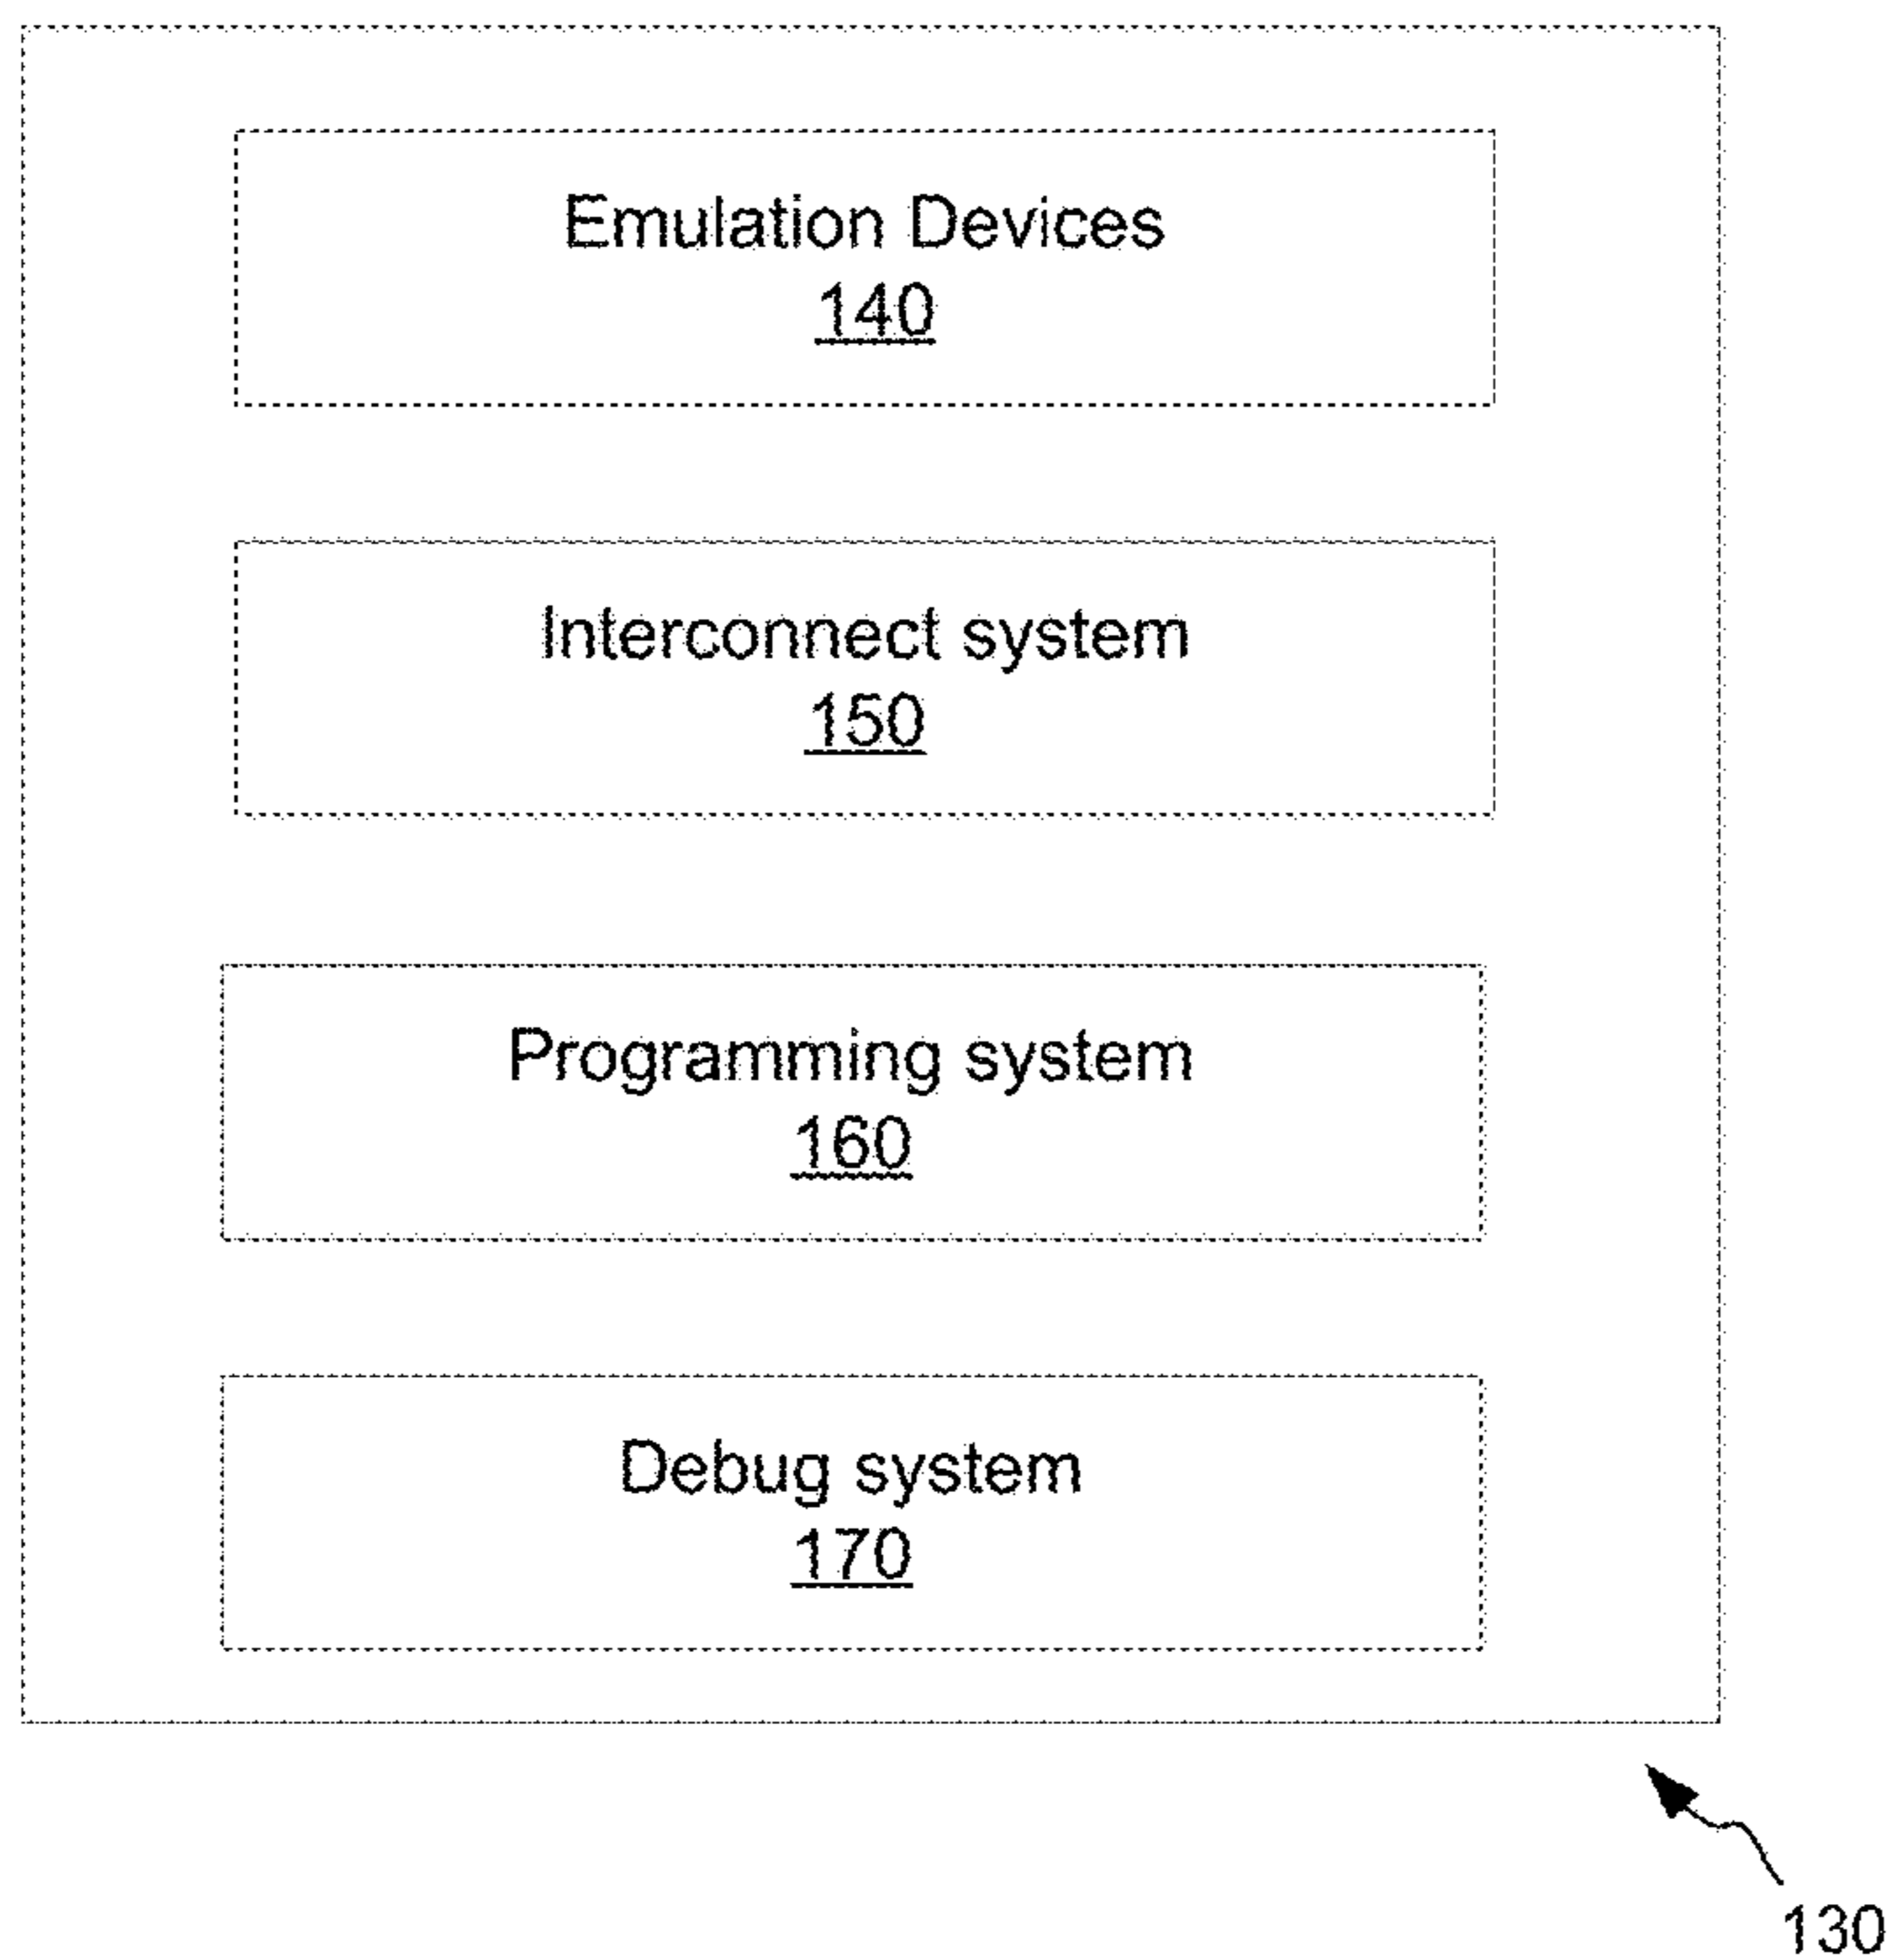 Emulation Devices
140
Interconnect system
150
Programming system
160
Debug system
170
130